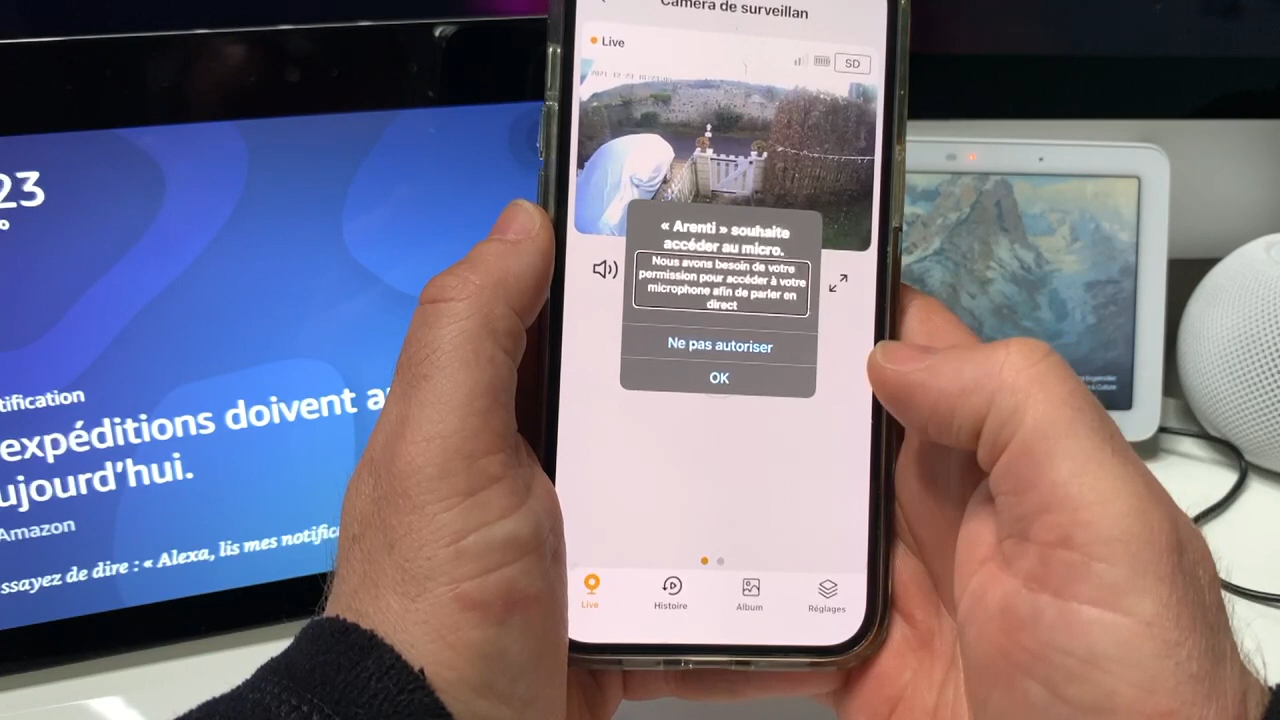 Caméra de surveillan
Live
SD
« Arenti » souhaite
accéder au micro.
Nous avons besoin de votre
permission pour accéder à votre
microphone afin de parler en
direct
Ne pas autoriser
OK
Live
Histoire
Album
Réglages
23
tification
expéditions doivent a
ujourd'hui.
Amazon
ssayez de dire : « Alexa, lis mes notific